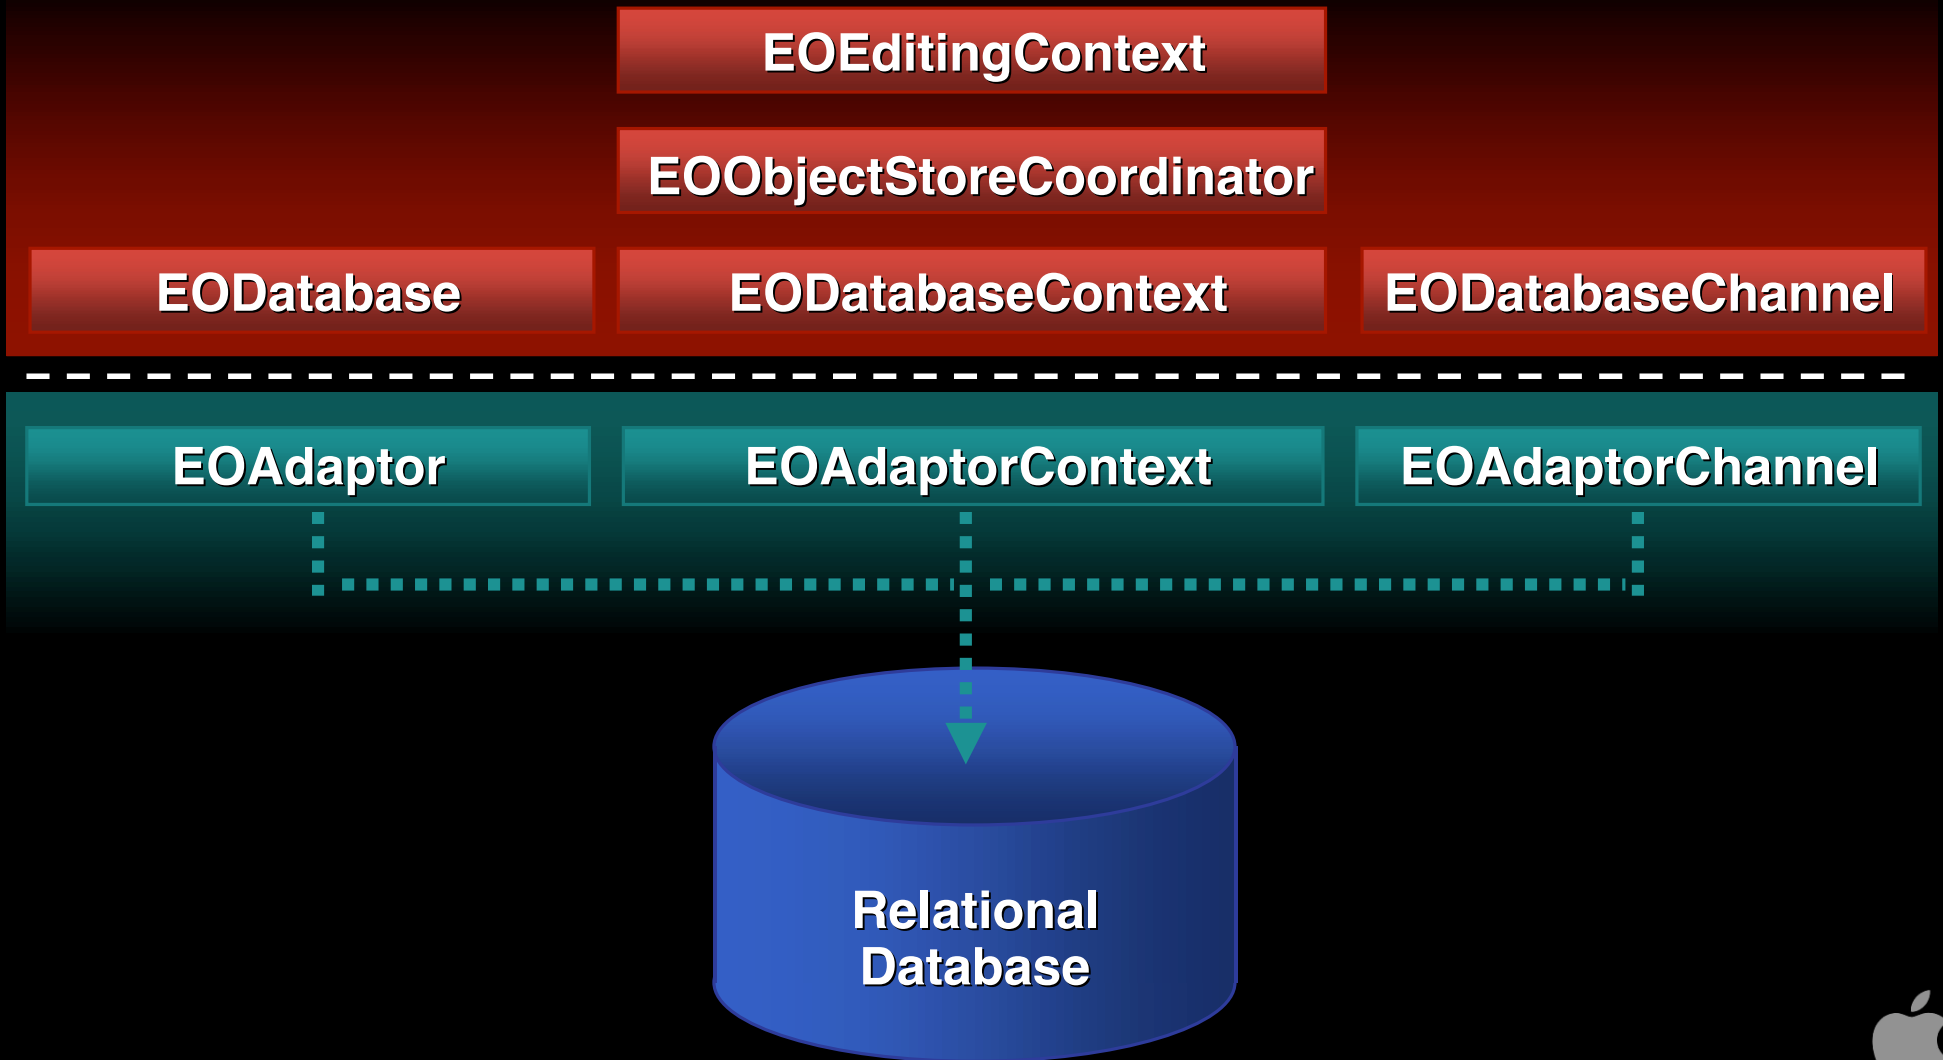 EOEditingContext
EOObjectStoreCoordinator
EODatabase
EODatabaseContext
EODatabaseChannel
EOAdaptor
EOAdaptorContext
EOAdaptorChannel
Relational
Database